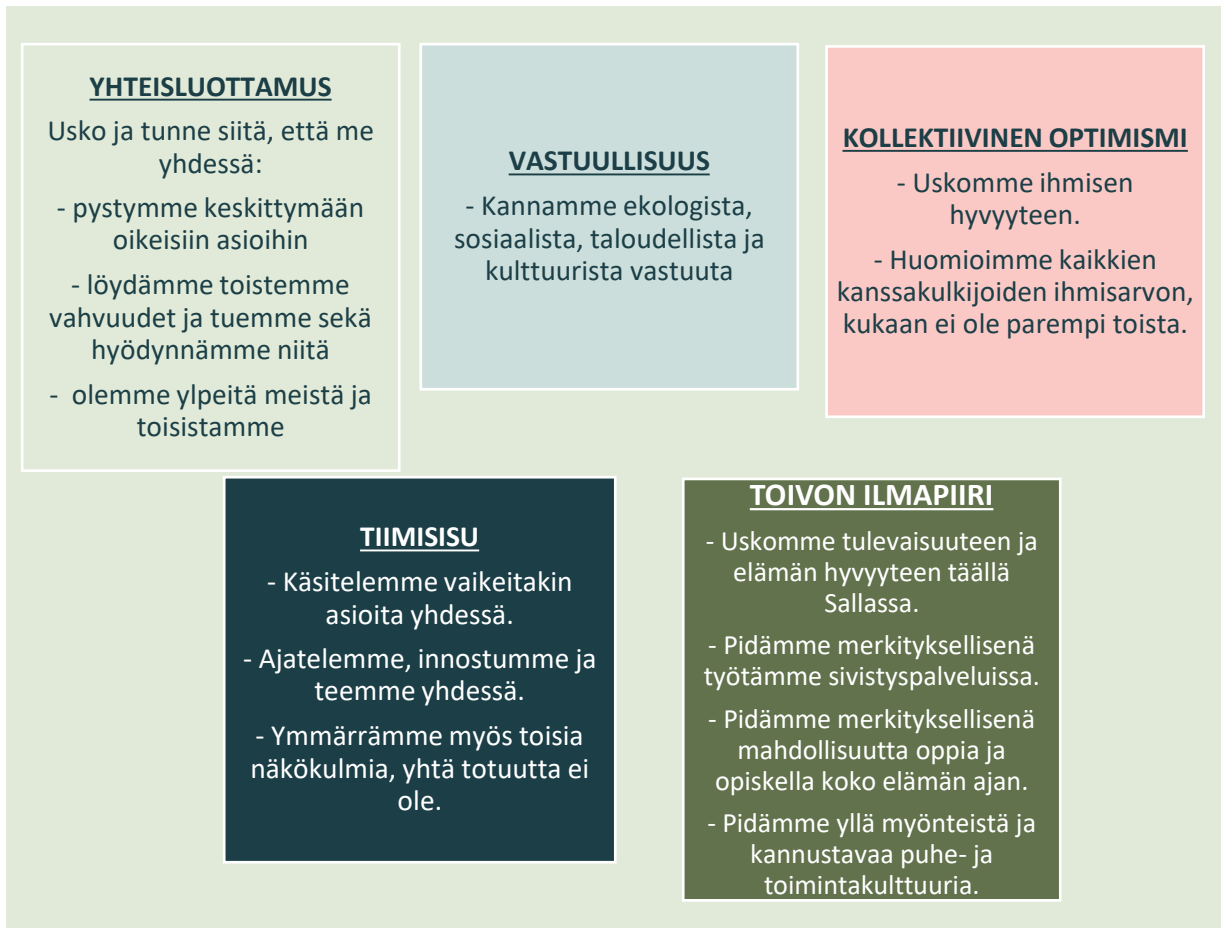 YHTEISLUOTTAMUS
Usko ja tunne siitä, että me
yhdessä:
- pystymme keskittymään
oikeisiin asioihin
- löydämme toistemme
vahvuudet ja tuemme sekä
hyödynnämme niitä
- olemme ylpeitä meistä ja
toisistamme
VASTUULLISUUS
- Kannamme ekologista,
sosiaalista, taloudellista ja
kulttuurista vastuuta
KOLLEKTIIVINEN OPTIMISMI
- Uskomme ihmisen
hyvyyteen.
- Huomioimme kaikkien
kanssakulkijoiden ihmisarvon,
kukaan ei ole parempi toista.
TIIMISISU
- Käsitelemme vaikeitakin
asioita yhdessä.
- Ajatelemme, innostumme ja
teemme yhdessä.
- Ymmärrämme myös toisia
näkökulmia, yhtä totuutta ei
ole.
TOIVON ILMAPIIRI
- Uskomme tulevaisuuteen ja
elämän hyvyyteen täällä
Sallassa.
- Pidämme merkityksellisenä
työtämme sivistyspalveluissa.
- Pidämme merkityksellisenä
mahdollisuutta oppia ja
opiskella koko elämän ajan.
- Pidämme yllä myönteistä ja
kannustavaa puhe- ja
toimintakulttuuria.